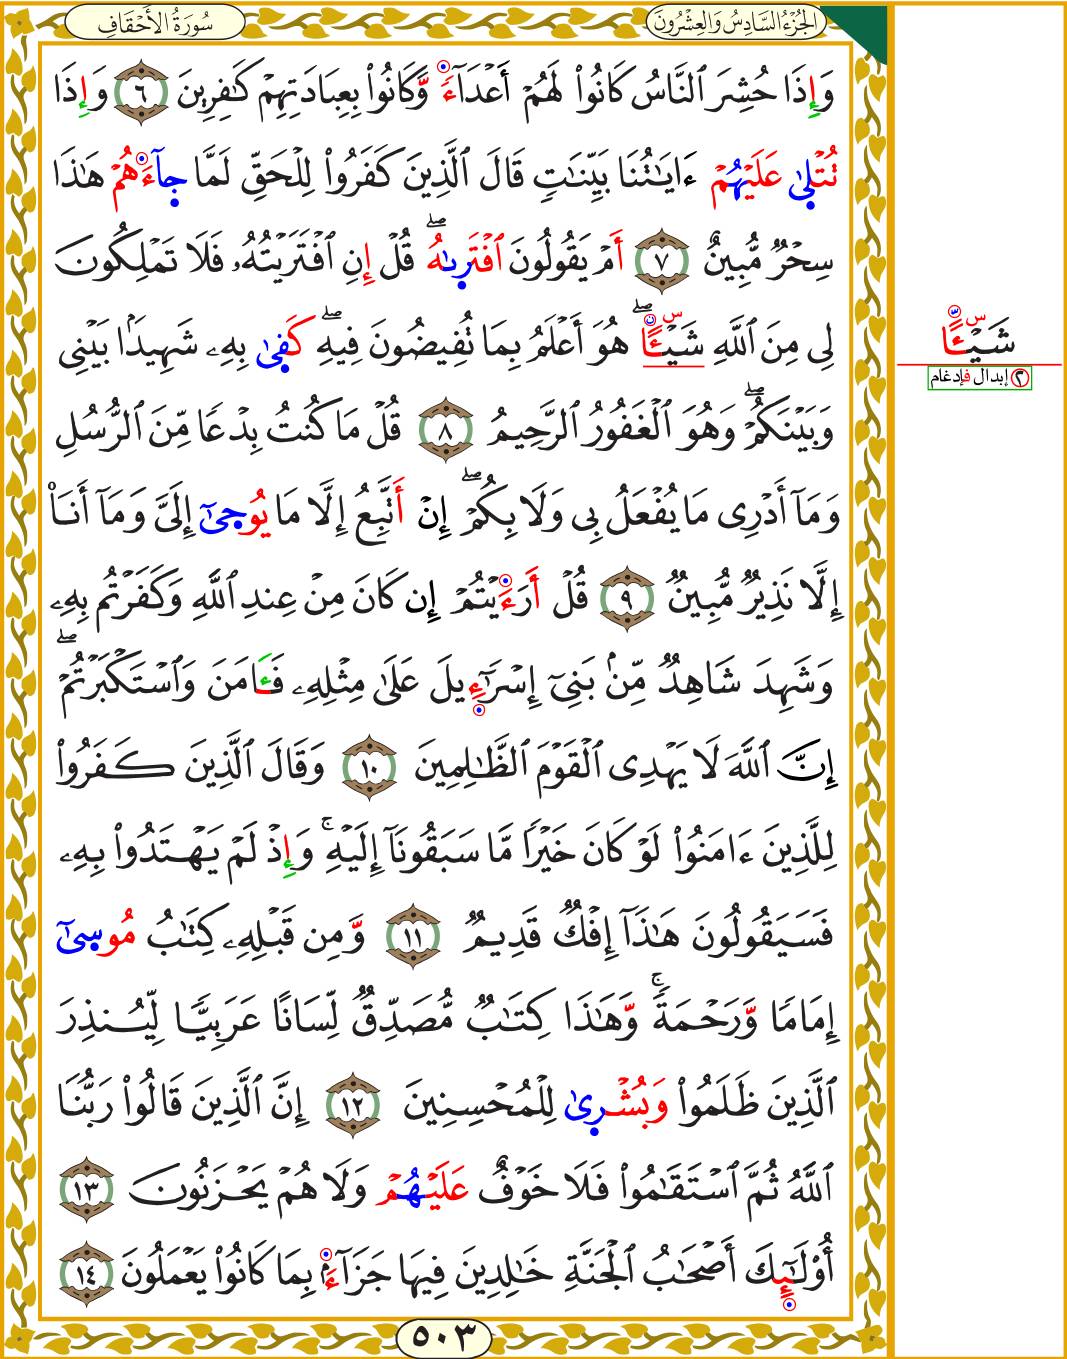 الجُزْءُ السَّادِسُ وَالعِشْرُونَ
سُورَةُ الأَحْقَافِ
وَإِذَا حُشِرَ ٱلنَّاسُ كَانُوا۟ لَهُمْ أَعْدَآءً وَّكَانُوا۟ بِعِبَادَتِهِمْ كَـٰفِرِينَ ٦ وَإِذَا
تُتْلَىٰ عَلَيْهُمْ ءَايَـٰتُنَا بَيِّنَـٰتٍ قَالَ ٱلَّذِينَ كَفَرُوا۟ لِلْحَقِّ لَمَّا جَآءَهُمْ هَـٰذَا
سِحْرٌ مُّبِينٌ ٧ أَمْ يَقُولُونَ ٱفْتَرَىٰهُ ۖ قُلْ إِنِ ٱفْتَرَيْتُهُۥ فَلَا تَمْلِكُونَ
لِى مِنَ ٱللَّهِ شَيْـًٔا ۖ هُوَ أَعْلَمُ بِمَا تُفِيضُونَ فِيهِ ۖ كَفَىٰ بِهِۦ شَهِيدًۢا بَيْنِى
وَبَيْنَكُمْ ۖ وَهُوَ ٱلْغَفُورُ ٱلرَّحِيمُ ٨ قُلْ مَا كُنتُ بِدْعًا مِّنَ ٱلرُّسُلِ
وَمَآ أَدْرِى مَا يُفْعَلُ بِى وَلَا بِكُمْ ۖ إِنْ أَتَّبِعُ إِلَّا مَا يُوحَىٰٓ إِلَىَّ وَمَآ أَنَا۠
إِلَّا نَذِيرٌ مُّبِينٌ ٩ قُلْ أَرَءَيْتُمْ إِن كَانَ مِنْ عِندِ ٱللَّهِ وَكَفَرْتُم بِهِۦ
وَشَهِدَ شَاهِدٌ مِّنۢ بَنِىٓ إِسْرَٰٓءِيلَ عَلَىٰ مِثْلِهِۦ فَـَٔامَنَ وَٱسْتَكْبَرْتُمْ ۖ
إِنَّ ٱللَّهَ لَا يَهْدِى ٱلْقَوْمَ ٱلظَّـٰلِمِينَ ١٠ وَقَالَ ٱلَّذِينَ كَفَرُوا۟
لِلَّذِينَ ءَامَنُوا۟ لَوْ كَانَ خَيْرًا مَّا سَبَقُونَآ إِلَيْهِ ۚ وَإِذْ لَمْ يَهْتَدُوا۟ بِهِۦ
فَسَيَقُولُونَ هَـٰذَآ إِفْكٌ قَدِيمٌ ١١ وَّمِن قَبْلِهِۦ كِتَـٰبُ مُوسَىٰٓ
إِمَامًا وَّرَحْمَةً ۚ وَّهَـٰذَا كِتَـٰبٌ مُّصَدِّقٌ لِّسَانًا عَرَبِيًّا لِّيُنذِرَ
ٱلَّذِينَ ظَلَمُوا۟ وَبُشْرَىٰ لِلْمُحْسِنِينَ ١٢ إِنَّ ٱلَّذِينَ قَالُوا۟ رَبُّنَا
ٱللَّهُ ثُمَّ ٱسْتَقَـٰمُوا۟ فَلَا خَوْفٌ عَلَيْهُمْ وَلَا هُمْ يَحْزَنُونَ ١٣
أُو۟لَـٰٓئِكَ أَصْحَـٰبُ ٱلْجَنَّةِ خَـٰلِدِينَ فِيهَا جَزَآءًۢ بِمَا كَانُوا۟ يَعْمَلُونَ ١٤
٥٠٣
س
شَيْـًّٔا
٢ إبدال فإدغام